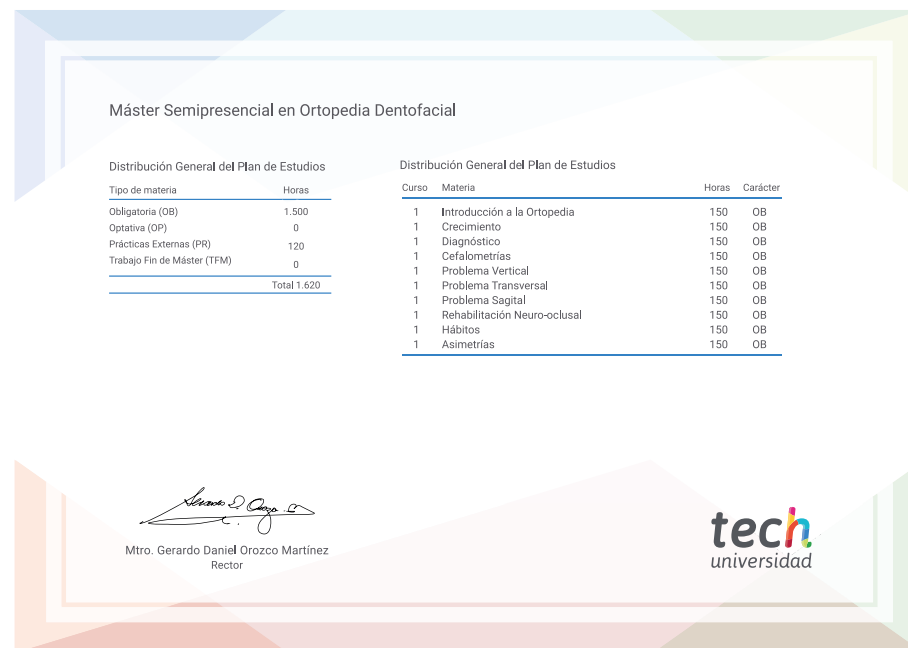 Máster Semipresencial en Ortopedia Dentofacial
Distribución General del Plan de Estudios
Tipo de materia Horas
Obligatoria (OB) 1.500
Optativa (OP) 0
Prácticas Externas (PR) 120
Trabajo Fin de Máster (TFM) 0
Total 1.620
Distribución General del Plan de Estudios
Curso Materia Horas Carácter
1 Introducción a la Ortopedia 150 OB
1 Crecimiento 150 OB
1 Diagnóstico 150 OB
1 Cefalometrías 150 OB
1 Problema Vertical 150 OB
1 Problema Transversal 150 OB
1 Problema Sagital 150 OB
1 Rehabilitación Neuro-oclusal 150 OB
1 Hábitos 150 OB
1 Asimetrías 150 OB
Mtro. Gerardo Daniel Orozco Martínez
Rector
tech
universidad